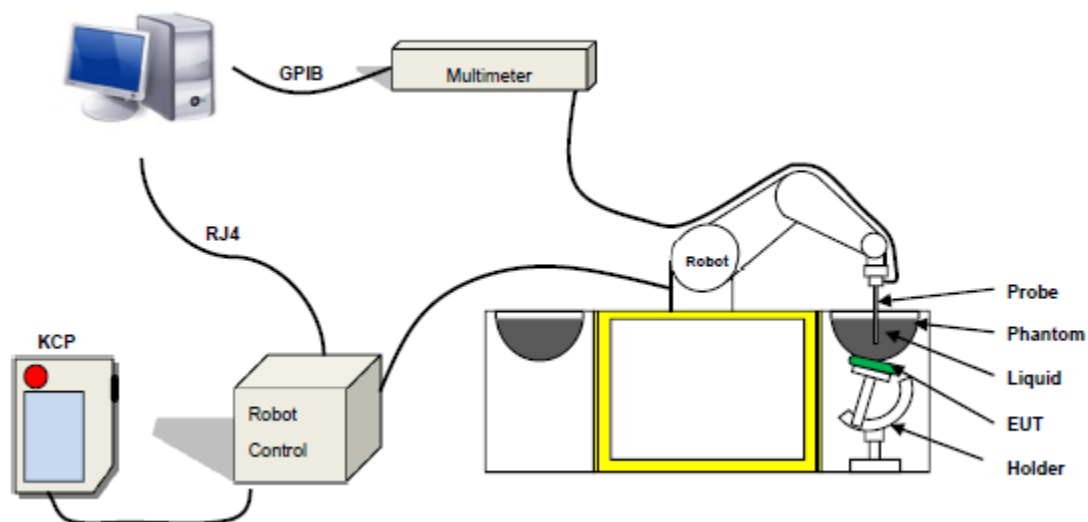 GPIB
Multimeter
RJ4
Robot
Probe
Phantom
KCP
Liquid
Robot
Control
EUT
Holder